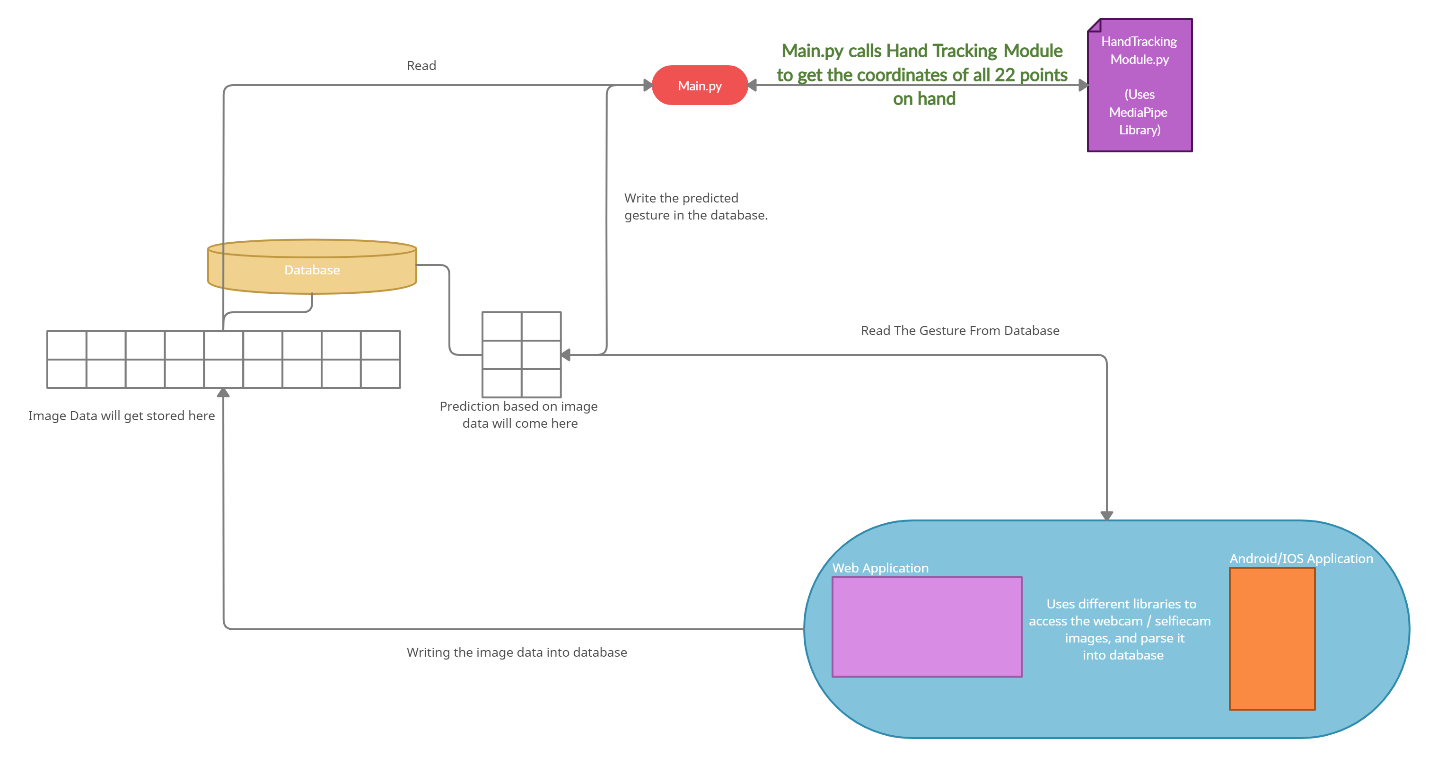 Read
Main.py
Main.py calls Hand Tracking Module
to get the coordinates of all 22 points
on hand
HandTracking
Module.py
(Uses
MediaPipe
Library)
Write the predicted
gesture in the database.
Database
Read The Gesture From Database
Image Data will get stored here
Prediction based on image
data will come here
Web Application
Android/IOS Application
Uses different libraries to
access the webcam / selfiecam
images, and parse it
into database
Writing the image data into database